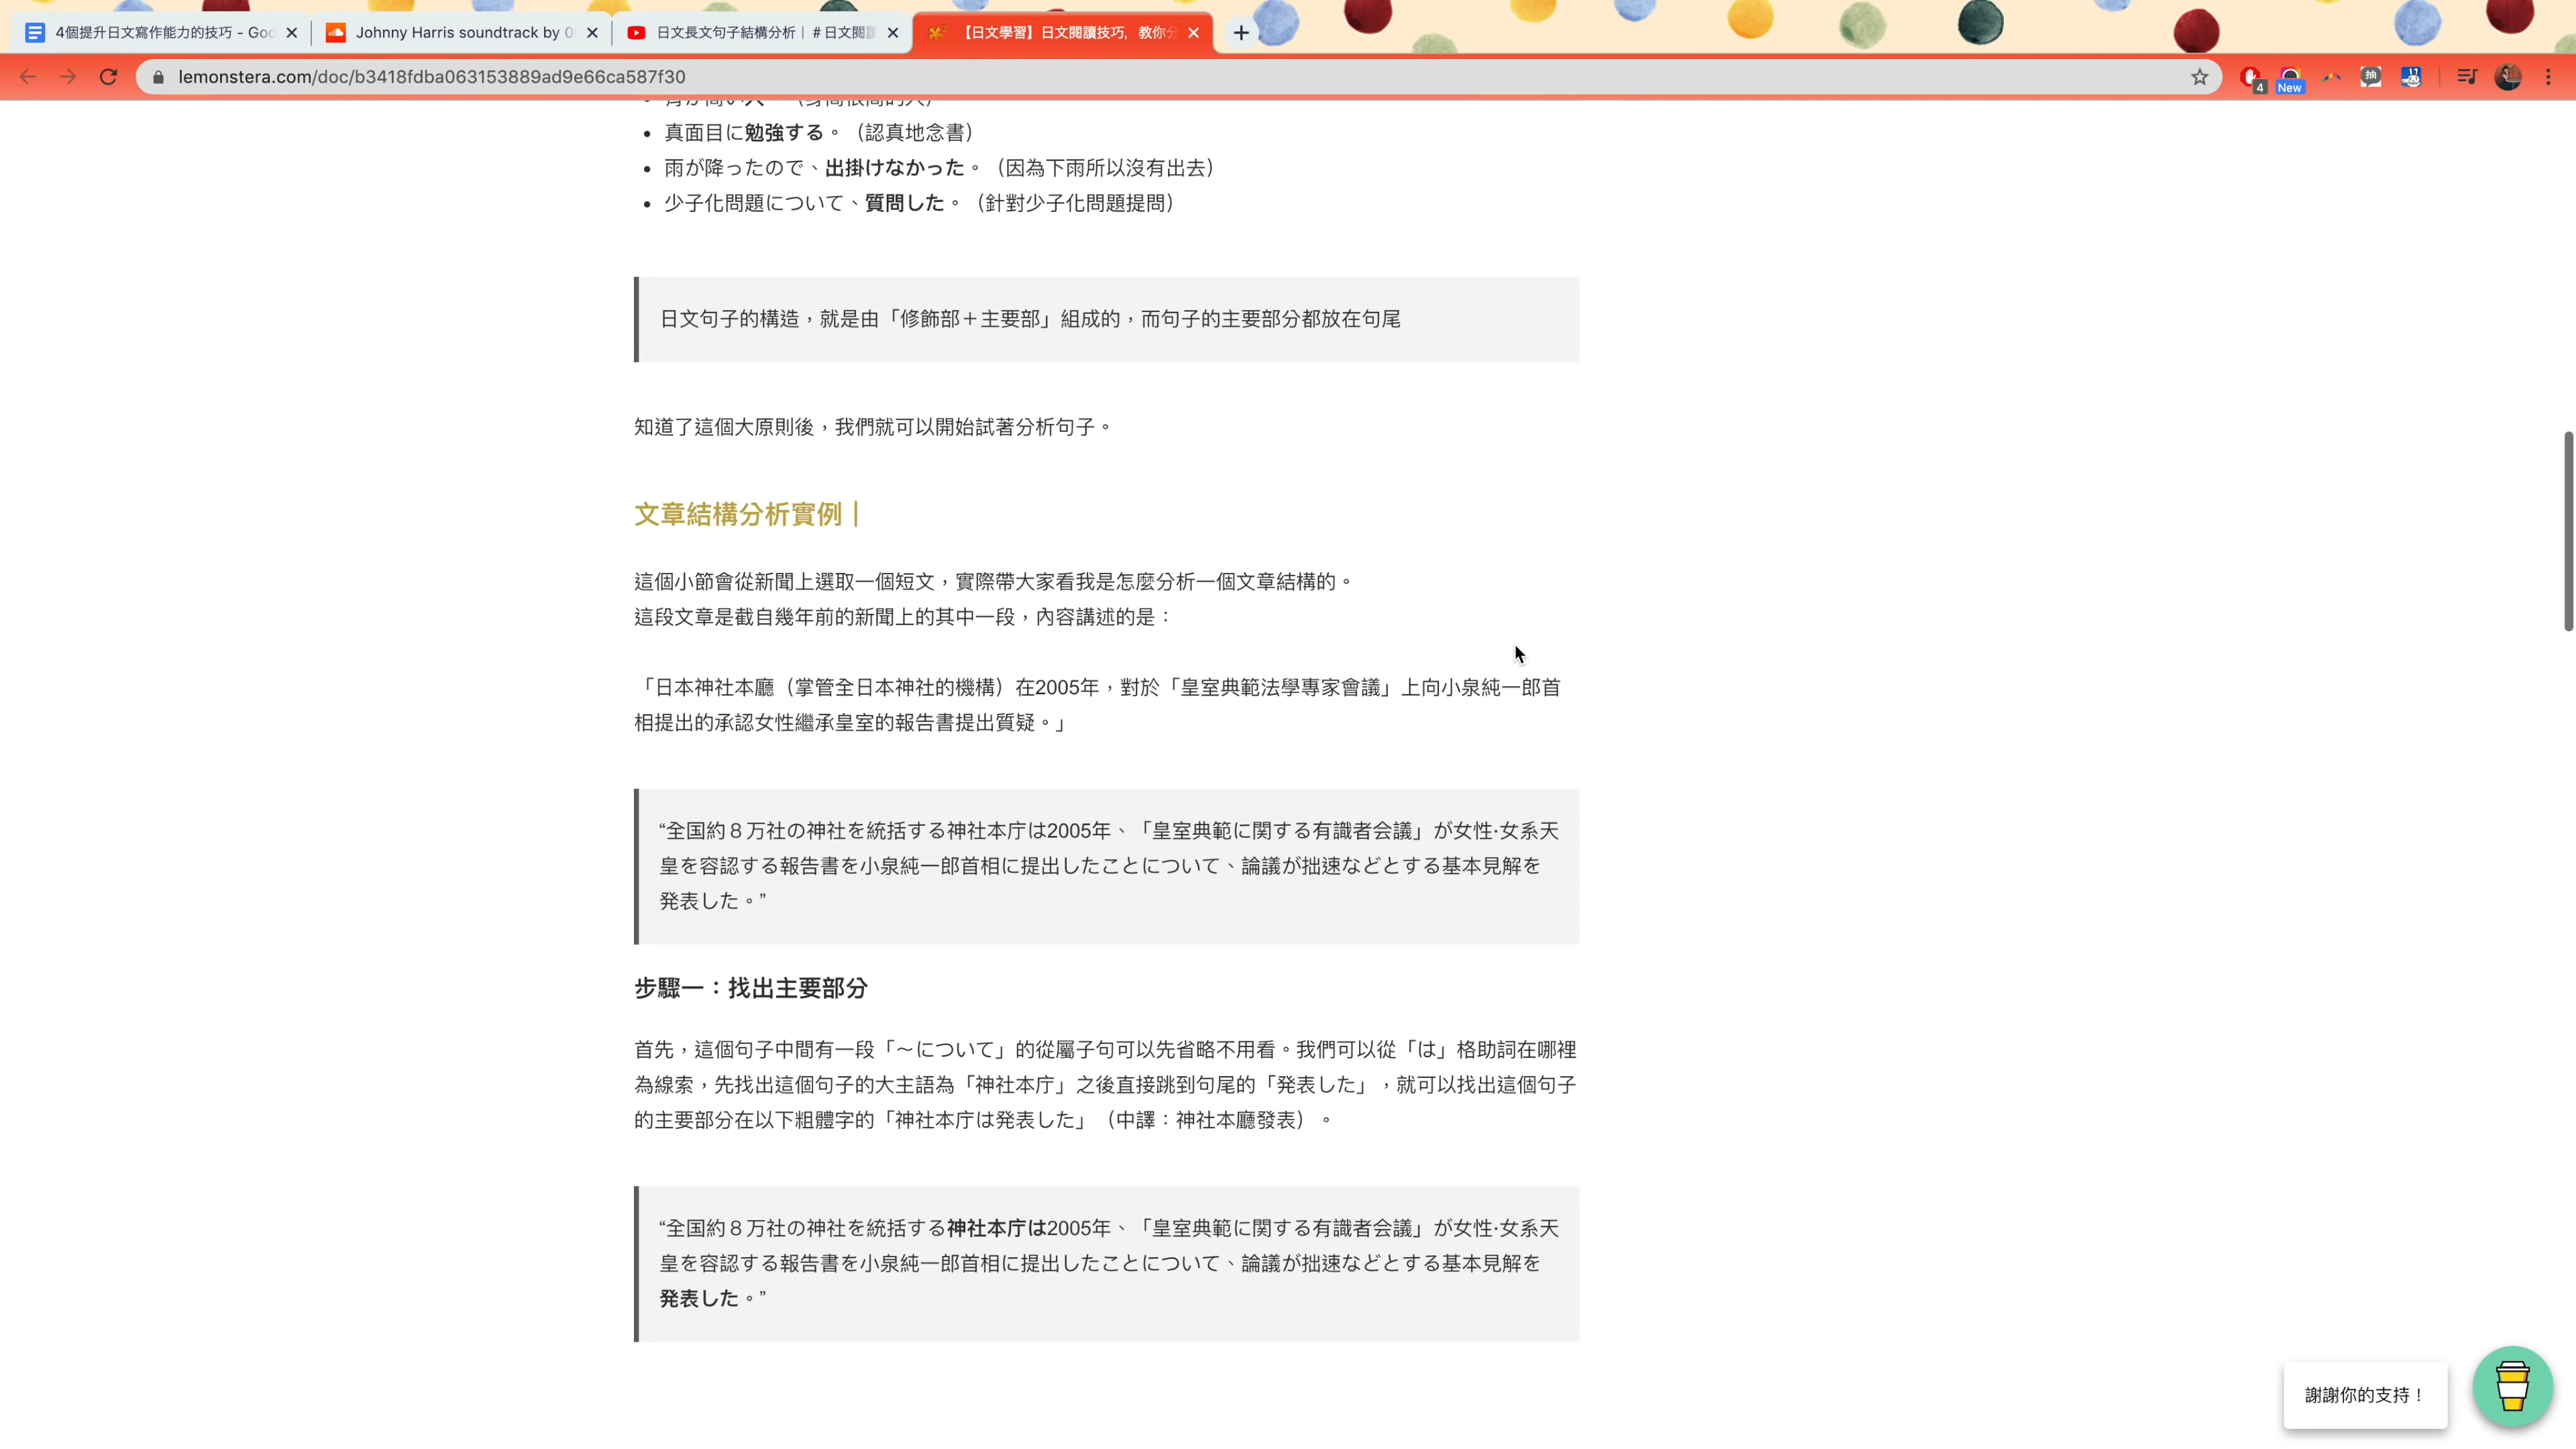 4個提升日文寫作能力的技巧 - Goo
Johnny Harris soundtrack by 0
日文長文句子結構分析｜＃日文閱讀
【日文學習】日文閱讀技巧，教你分
lemonstera.com/doc/b3418fdba063153889ad9e66ca587f30
4
New
抽
• 真面目に勉強する。（認真地念書）
• 雨が降ったので、出掛けなかった。（因為下雨所以沒有出去）
• 少子化問題について、質問した。（針對少子化問題提問）
日文句子的構造，就是由「修飾部＋主要部」組成的，而句子的主要部分都放在句尾
知道了這個大原則後，我們就可以開始試著分析句子。
文章結構分析實例｜
這個小節會從新聞上選取一個短文，實際帶大家看我是怎麼分析一個文章結構的。
這段文章是截自幾年前的新聞上的其中一段，內容講述的是：
「日本神社本廳（掌管全日本神社的機構）在2005年，對於「皇室典範法學專家會議」上向小泉純一郎首
相提出的承認女性繼承皇室的報告書提出質疑。」
“全国約８万社の神社を統括する神社本庁は2005年、「皇室典範に関する有識者会議」が女性·女系天
皇を容認する報告書を小泉純一郎首相に提出したことについて、論議が拙速などとする基本見解を
発表した。”
步驟一：找出主要部分
首先，這個句子中間有一段「～について」的從屬子句可以先省略不用看。我們可以從「は」格助詞在哪裡
為線索，先找出這個句子的大主語為「神社本庁」之後直接跳到句尾的「発表した」，就可以找出這個句子
的主要部分在以下粗體字的「神社本庁は発表した」（中譯：神社本廳發表）。
“全国約８万社の神社を統括する神社本庁は2005年、「皇室典範に関する有識者会議」が女性·女系天
皇を容認する報告書を小泉純一郎首相に提出したことについて、論議が拙速などとする基本見解を
発表した。”
謝謝你的支持！